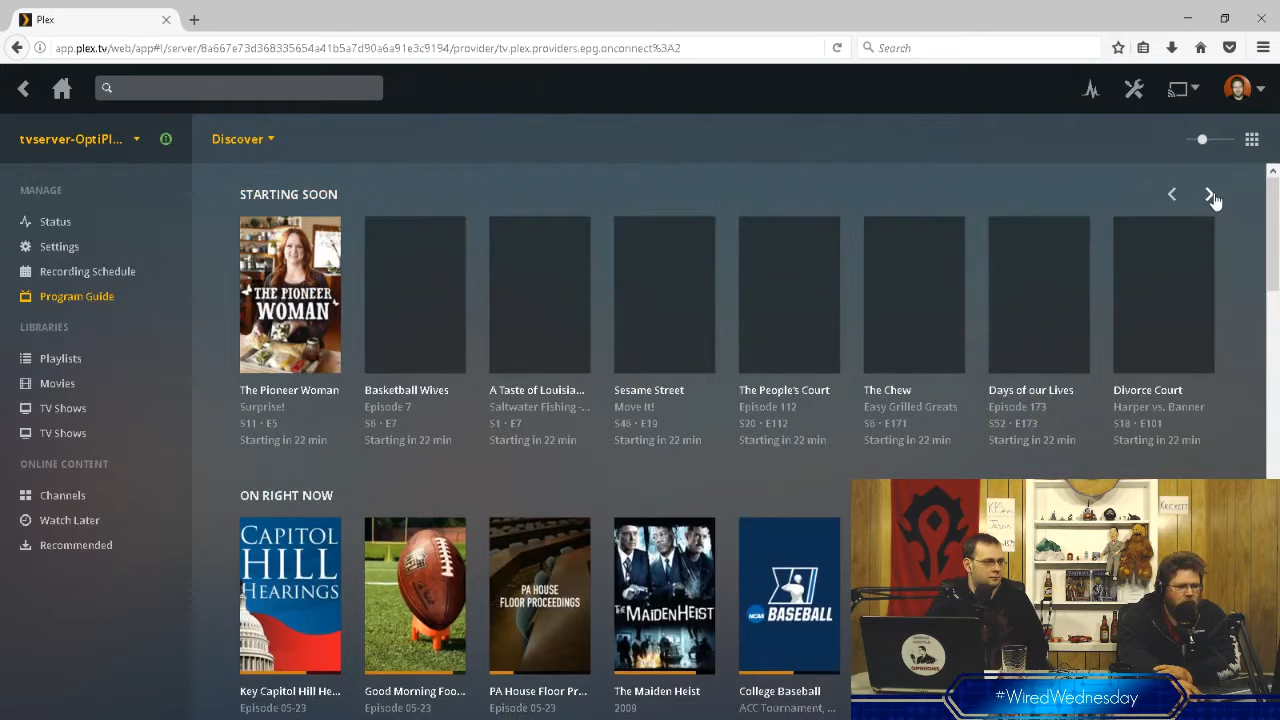 Plex
app.plex.tv/web/app#!/server/8a667e73d368335654a41b5a7d90a6a91e3c9194/provider/tv.plex.providers.epg.onconnect%3A2
Search
tvserver-OptiPl...
Discover
MANAGE
Status
Settings
Recording Schedule
Program Guide
LIBRARIES
Playlists
Movies
TV Shows
TV Shows
ONLINE CONTENT
Channels
Watch Later
Recommended
STARTING SOON
THE PIONEER
WOMAN
The Pioneer Woman
Surprise!
S11 · E5
Starting in 22 min
Basketball Wives
Episode 7
S6 · E7
Starting in 22 min
A Taste of Louisia...
Saltwater Fishing -...
S1 · E7
Starting in 22 min
Sesame Street
Move It!
S46 · E19
Starting in 22 min
The People's Court
Episode 112
S20 · E112
Starting in 22 min
The Chew
Easy Grilled Greats
S6 · E171
Starting in 22 min
Days of our Lives
Episode 173
S52 · E173
Starting in 22 min
Divorce Court
Harper vs. Banner
S18 · E101
Starting in 22 min
ON RIGHT NOW
CAPITOL
HILL
HEARINGS
Key Capitol Hill He...
Episode 05-23
Good Morning Foo...
Episode 05-23
PA HOUSE
FLOOR PROCEEDINGS
PA House Floor Pr...
Episode 05-23
THE MAIDEN HEIST
The Maiden Heist
2009
NCAA BASEBALL
College Baseball
ACC Tournament, ...
KRICKETT
OPINIONS
#WiredWednesday